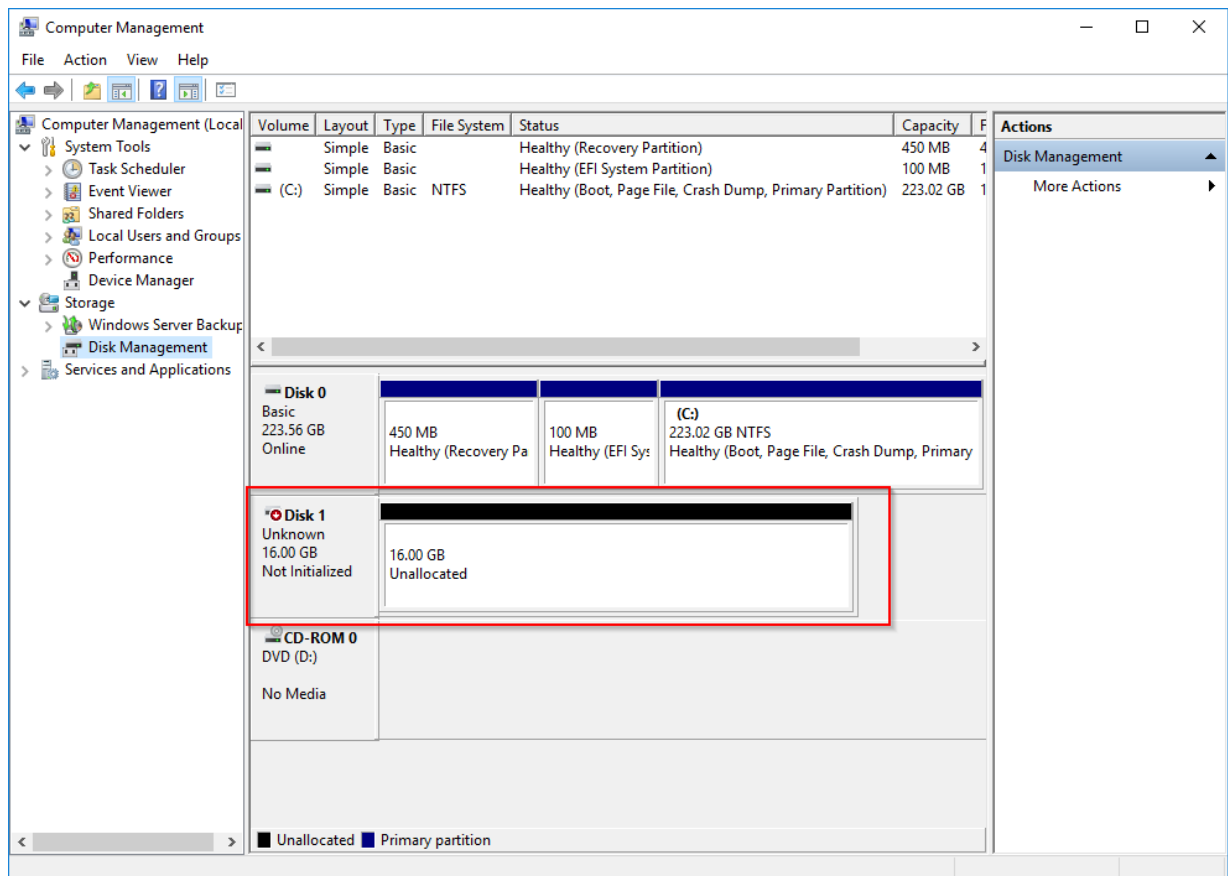 Computer Management
File Action View Help
Computer Management (Local
System Tools
Task Scheduler
Event Viewer
Shared Folders
Local Users and Groups
Performance
Device Manager
Storage
Windows Server Backup
Disk Management
Services and Applications
Volume Layout Type File System Status Capacity F
Simple Basic Healthy (Recovery Partition) 450 MB 4
Simple Basic Healthy (EFI System Partition) 100 MB 1
(C:) Simple Basic NTFS Healthy (Boot, Page File, Crash Dump, Primary Partition) 223.02 GB 1
Disk 0
Basic
223.56 GB
Online
450 MB
Healthy (Recovery Pa
100 MB
Healthy (EFI Sys
(C:)
223.02 GB NTFS
Healthy (Boot, Page File, Crash Dump, Primary
Disk 1
Unknown
16.00 GB
Not Initialized
16.00 GB
Unallocated
CD-ROM 0
DVD (D:)
No Media
Unallocated Primary partition
Actions
Disk Management
More Actions